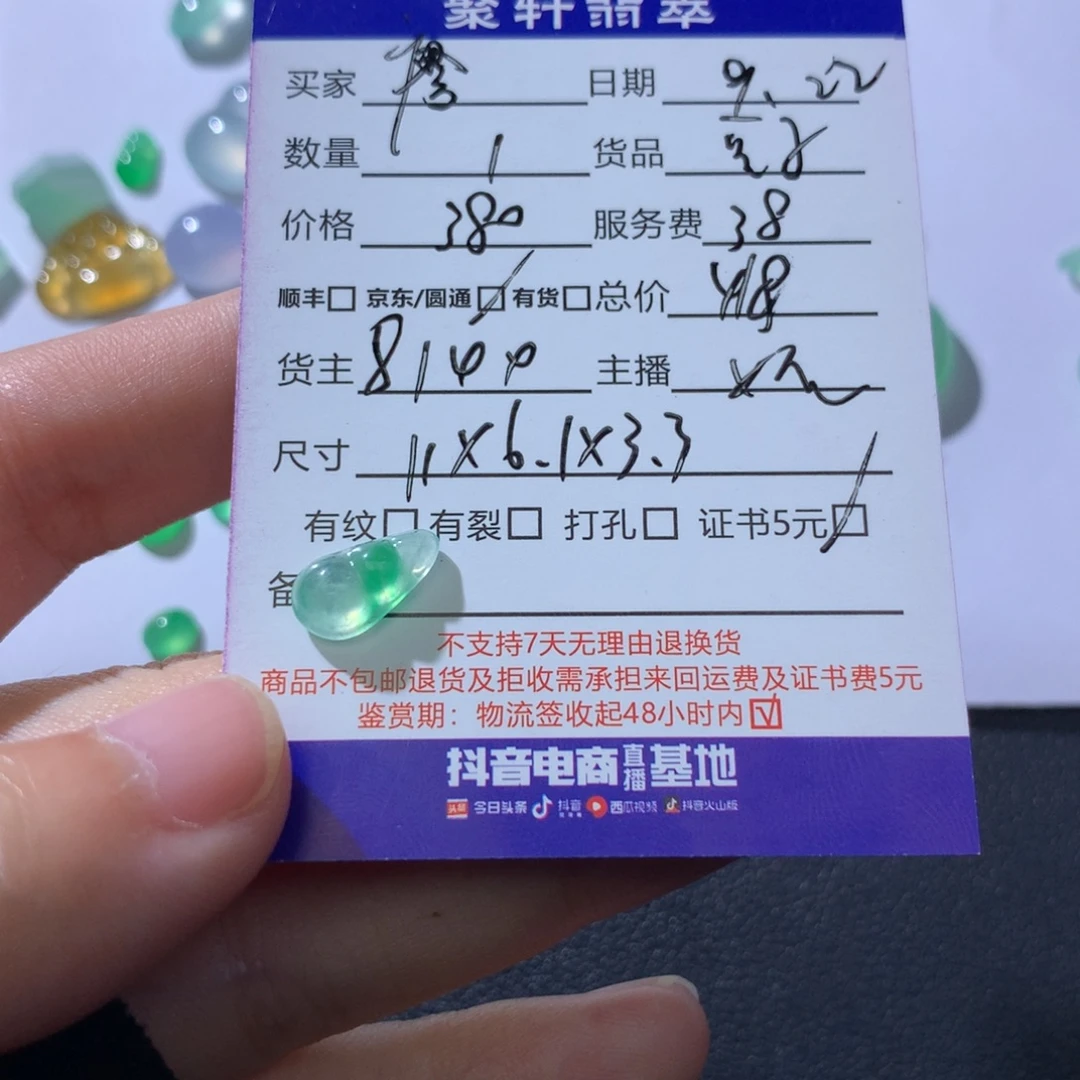 聚轩翡翠
买家 日期 9.22
数量 1 货品
价格 380 服务费 38
顺丰□ 京东/圆通☑ 有货□ 总价 418
货主 8144 主播
尺寸 11×6.1×3.3
有纹□ 有裂□ 打孔□ 证书5元☑
备
不支持7天无理由退换货
商品不包邮退货及拒收需承担来回运费及证书费5元
鉴赏期：物流签收起48小时内☑
抖音电商直播基地
头条 今日头条 抖音 西瓜视频 抖音火山版